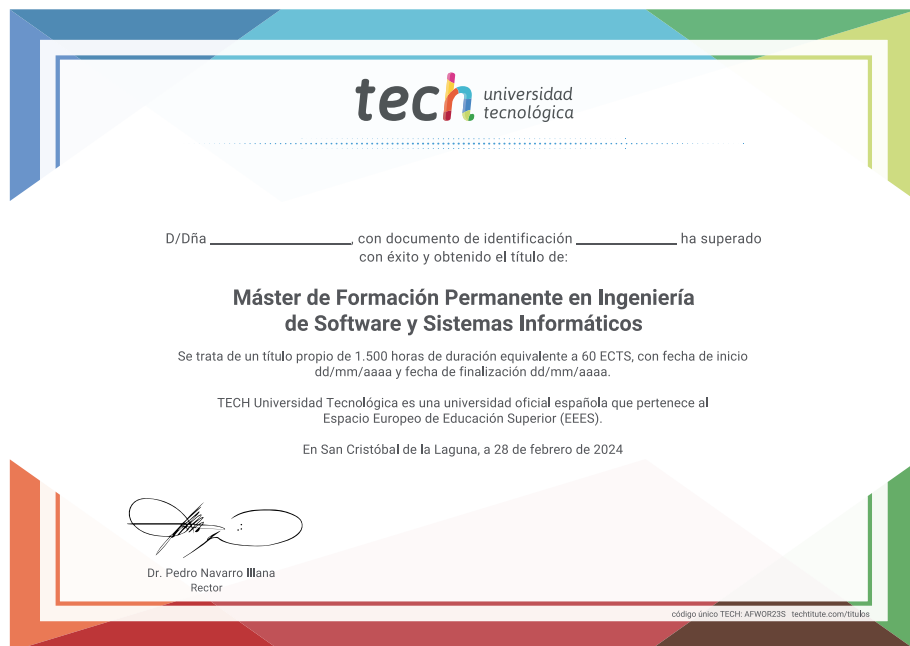 tech universidad
tecnológica
D/Dña ____________________, con documento de identificación ______________ ha superado
con éxito y obtenido el título de:
Máster de Formación Permanente en Ingeniería
de Software y Sistemas Informáticos
Se trata de un título propio de 1.500 horas de duración equivalente a 60 ECTS, con fecha de inicio
dd/mm/aaaa y fecha de finalización dd/mm/aaaa.
TECH Universidad Tecnológica es una universidad oficial española que pertenece al
Espacio Europeo de Educación Superior (EEES).
En San Cristóbal de la Laguna, a 28 de febrero de 2024
Dr. Pedro Navarro Illana
Rector
código único TECH: AFWOR23S techtitute.com/titulos